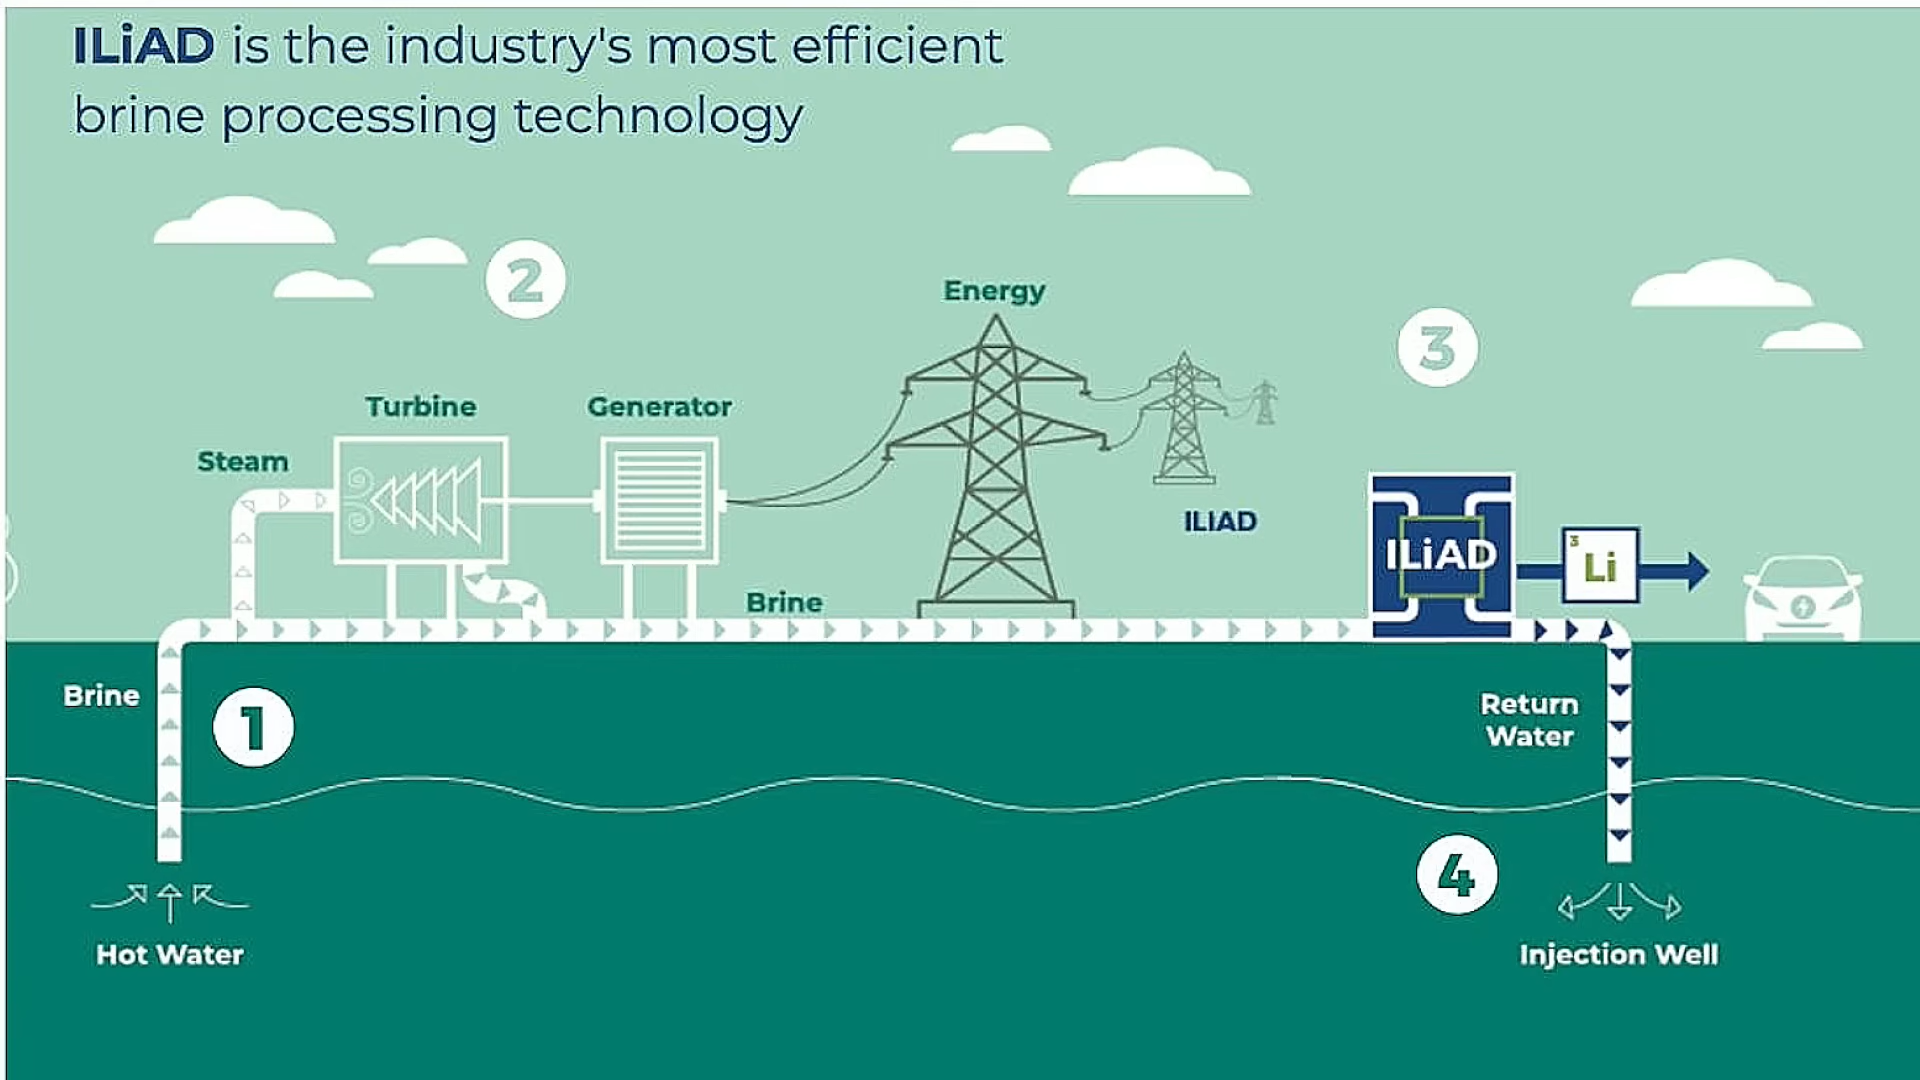 ILiAD is the industry's most efficient
brine processing technology
2
Energy
3
Turbine
Generator
Steam
ILiAD
ILiAD
3
Li
Brine
Brine
1
Return
Water
4
Hot Water
Injection Well